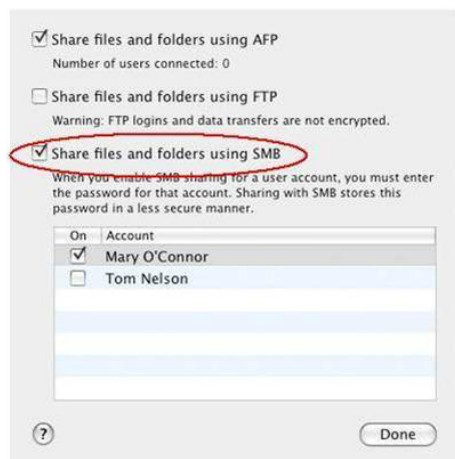 Share files and folders using AFP
Number of users connected: 0
Share files and folders using FTP
Warning: FTP logins and data transfers are not encrypted.
Share files and folders using SMB
When you enable SMB sharing for a user account, you must enter
the password for that account. Sharing with SMB stores this
password in a less secure manner.
On Account
Mary O'Connor
Tom Nelson
? Done